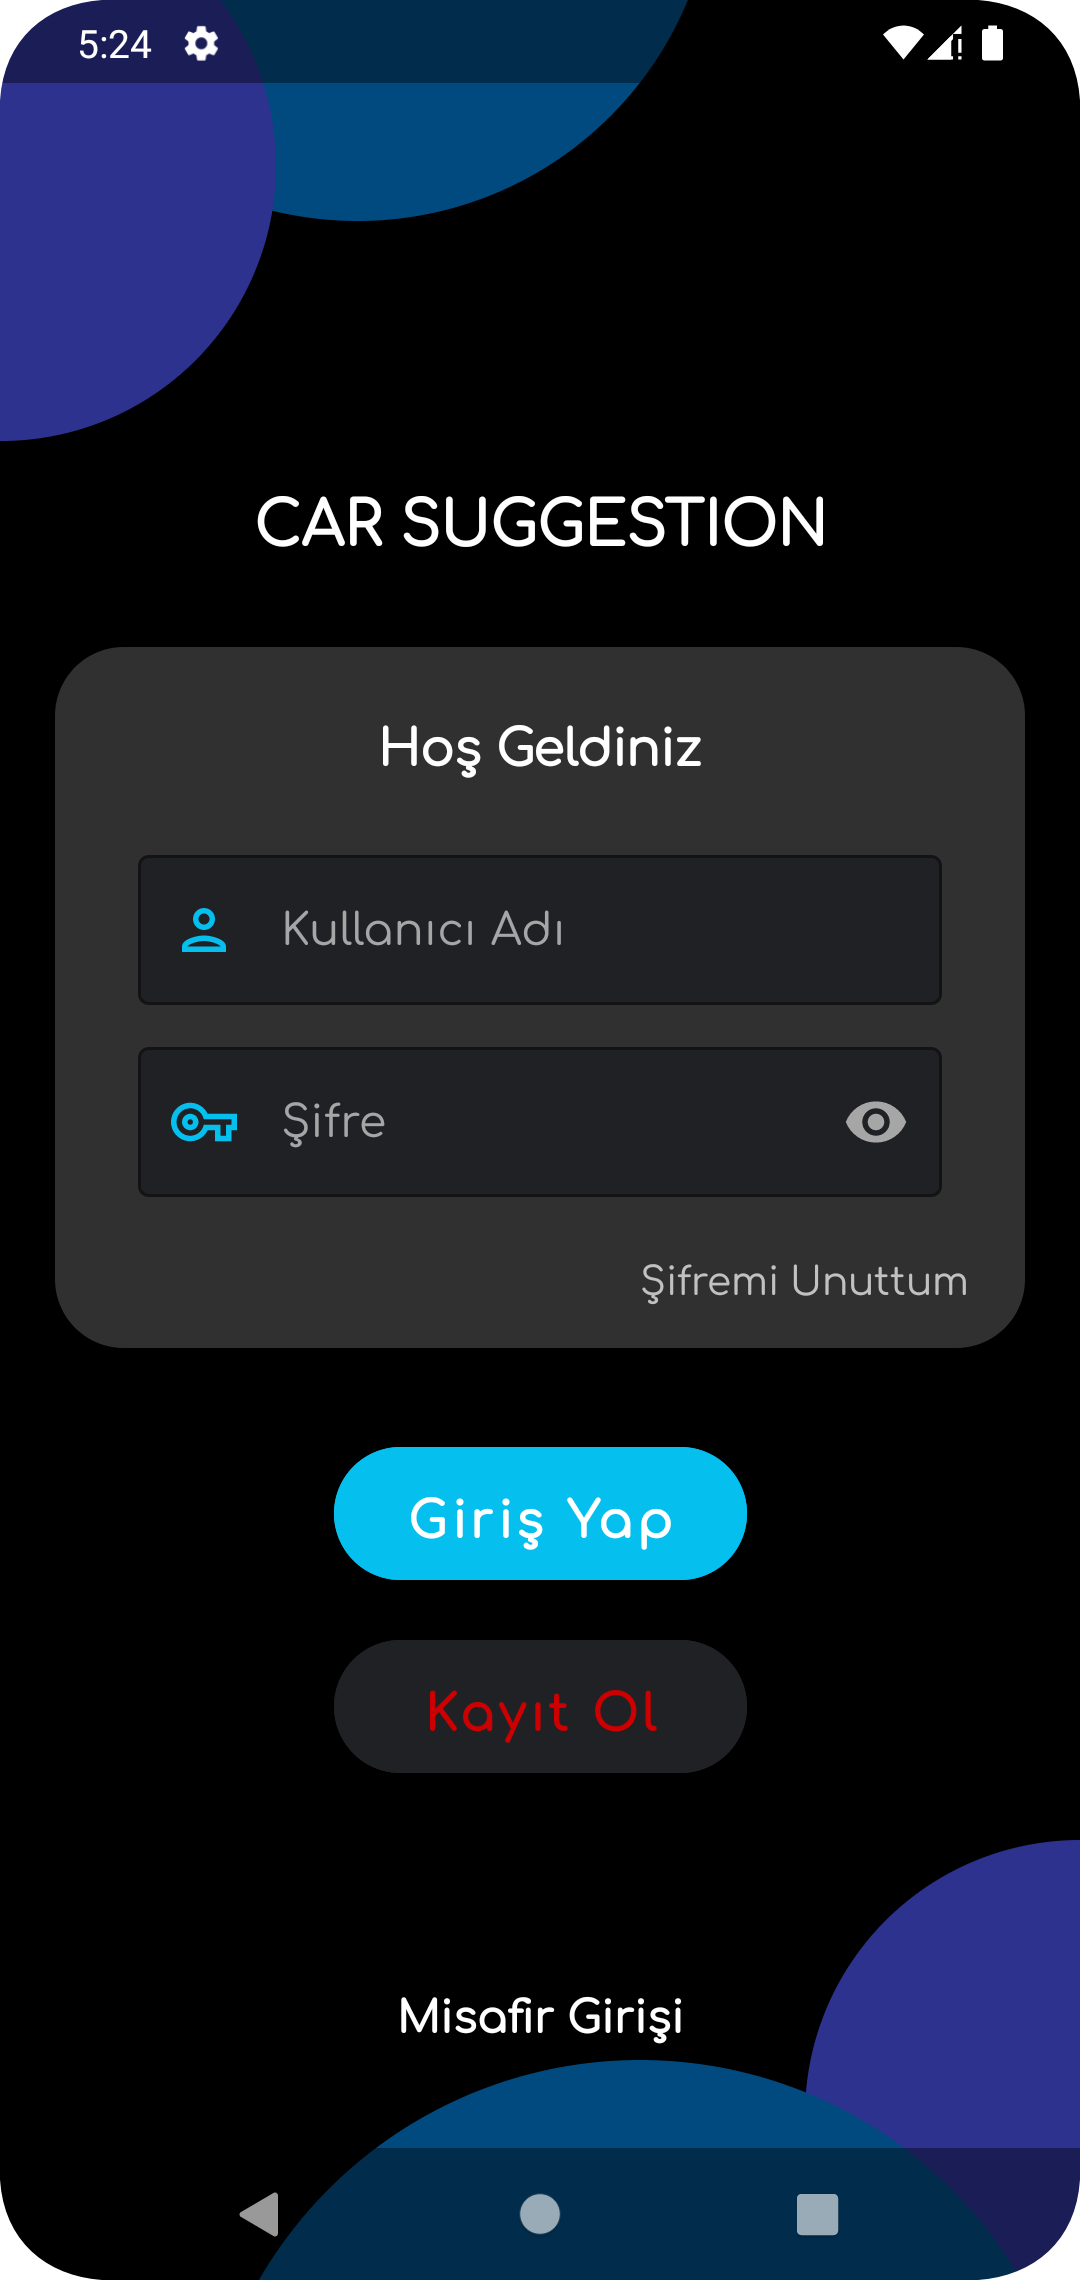 5:24
CAR SUGGESTION
Hoş Geldiniz
Kullanıcı Adı
Şifre
Şifremi Unuttum
Giriş Yap
Kayıt Ol
Misafir Girişi